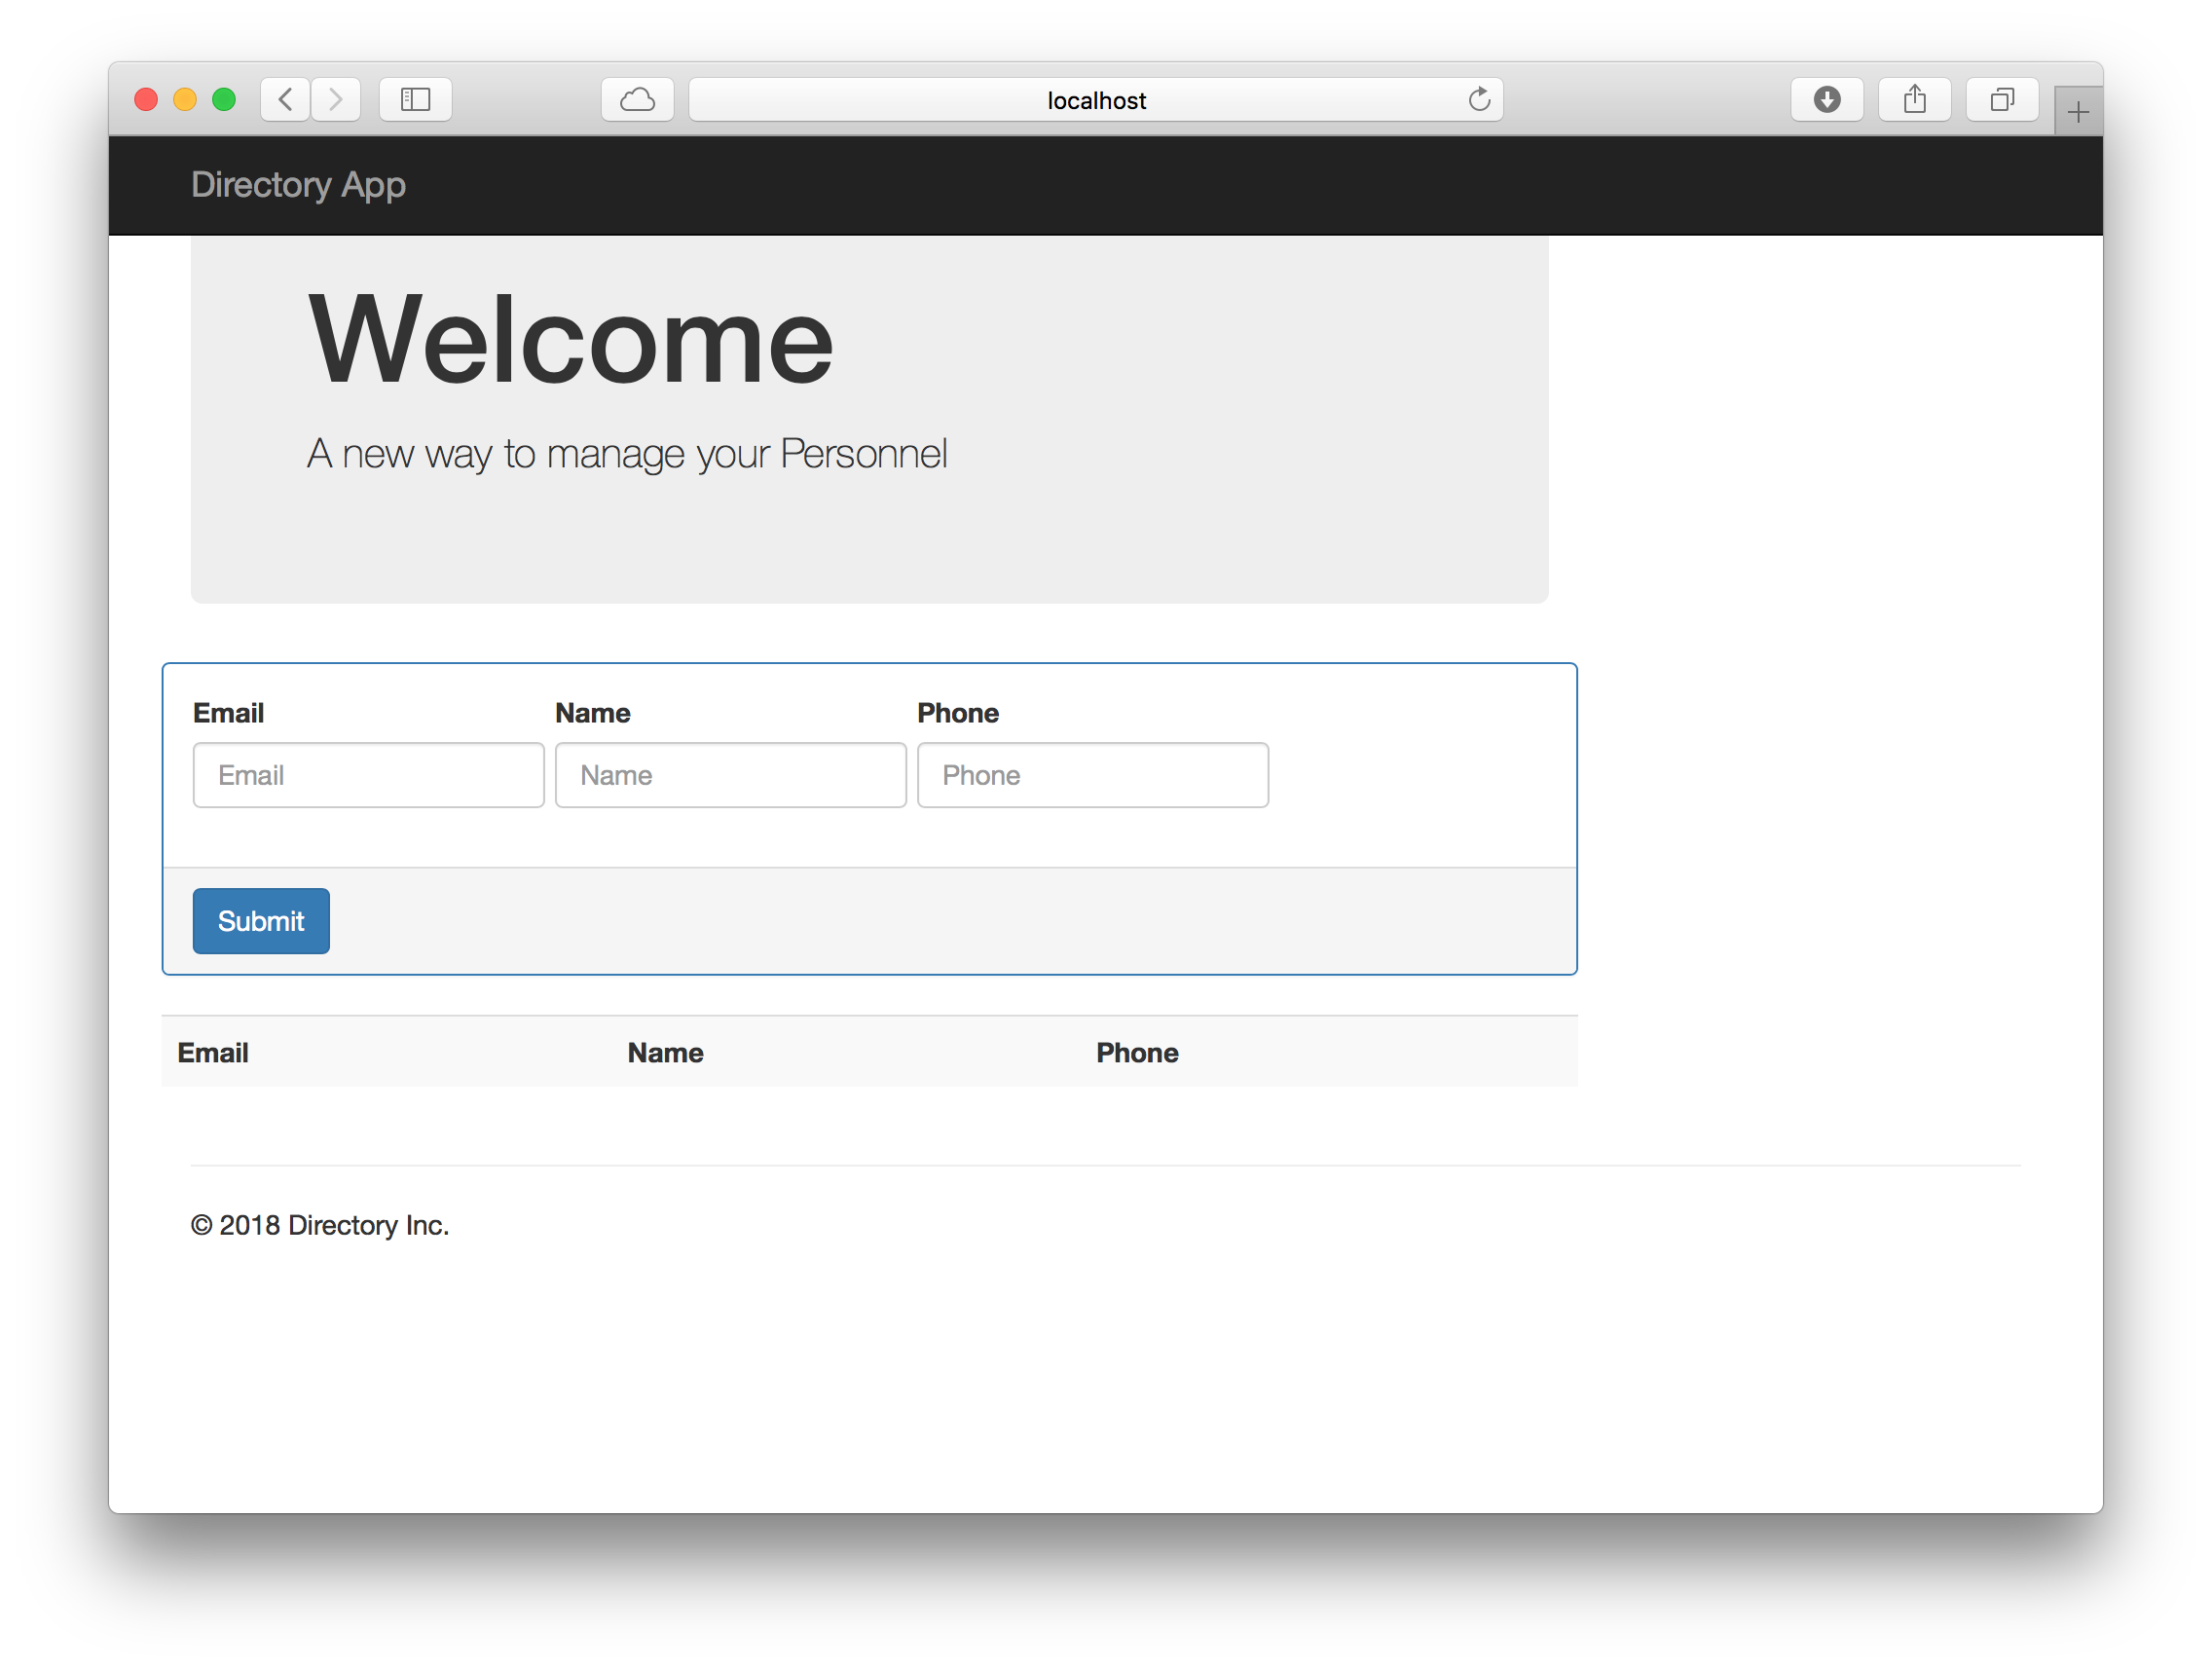 localhost
Directory App
Welcome
A new way to manage your Personnel
Email Name Phone
Email Name Phone
Submit
Email Name Phone
© 2018 Directory Inc.